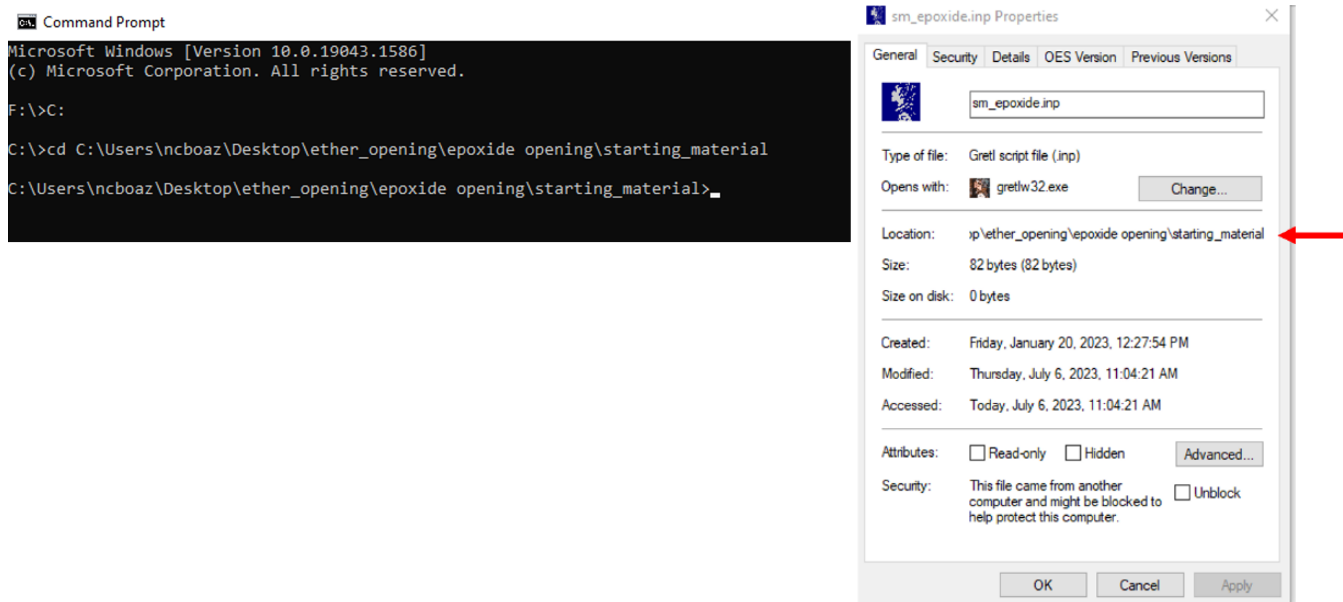 Command Prompt
Microsoft Windows [Version 10.0.19043.1586]
(c) Microsoft Corporation. All rights reserved.
F:\>C:
C:\>cd C:\Users\ncboaz\Desktop\ether_opening\epoxide opening\starting_material
C:\Users\ncboaz\Desktop\ether_opening\epoxide opening\starting_material>_
sm_epoxide.inp Properties
General Security Details OES Version Previous Versions
sm_epoxide.inp
Type of file: Gretl script file (.inp)
Opens with: gretlw32.exe Change...
Location: op\ether_opening\epoxide opening\starting_material
Size: 82 bytes (82 bytes)
Size on disk: 0 bytes
Created: Friday, January 20, 2023, 12:27:54 PM
Modified: Thursday, July 6, 2023, 11:04:21 AM
Accessed: Today, July 6, 2023, 11:04:21 AM
Attributes: Read-only Hidden Advanced...
Security: This file came from another
computer and might be blocked to
help protect this computer.
Unblock
OK Cancel Apply